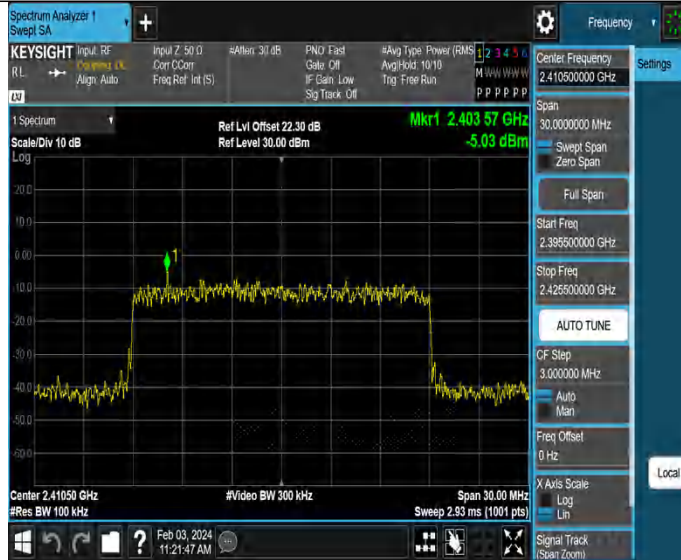 Spectrum Analyzer 1
Swept SA
+
Frequency
KEYSIGHT
Input: RF
Coupling: DC
Align: Auto
Input Z: 50 Ω
Corr CCorr
Freq Ref: Int (S)
#Atten: 30 dB
PNO: Fast
Gate: Off
IF Gain: Low
Sig Track: Off
#Avg Type: Power (RMS
Avg|Hold: 10/10
Trig: Free Run
1 2 3 4 5 6
M W W W W W
P P P P P P
RL
LXI
1 Spectrum
Scale/Div 10 dB
Log
Ref Lvl Offset 22.30 dB
Ref Level 30.00 dBm
Mkr1 2.403 57 GHz
-5.03 dBm
20.0
10.0
0.00
-10.0
-20.0
-30.0
-40.0
-50.0
-60.0
1
Center 2.41050 GHz
#Res BW 100 kHz
#Video BW 300 kHz
Span 30.00 MHz
Sweep 2.93 ms (1001 pts)
Feb 03, 2024
11:21:47 AM
?
Center Frequency
2.410500000 GHz
Settings
Span
30.0000000 MHz
Swept Span
Zero Span
Full Span
Start Freq
2.395500000 GHz
Stop Freq
2.425500000 GHz
AUTO TUNE
CF Step
3.000000 MHz
Auto
Man
Freq Offset
0 Hz
X Axis Scale
Log
Lin
Local
Signal Track
(Span Zoom)